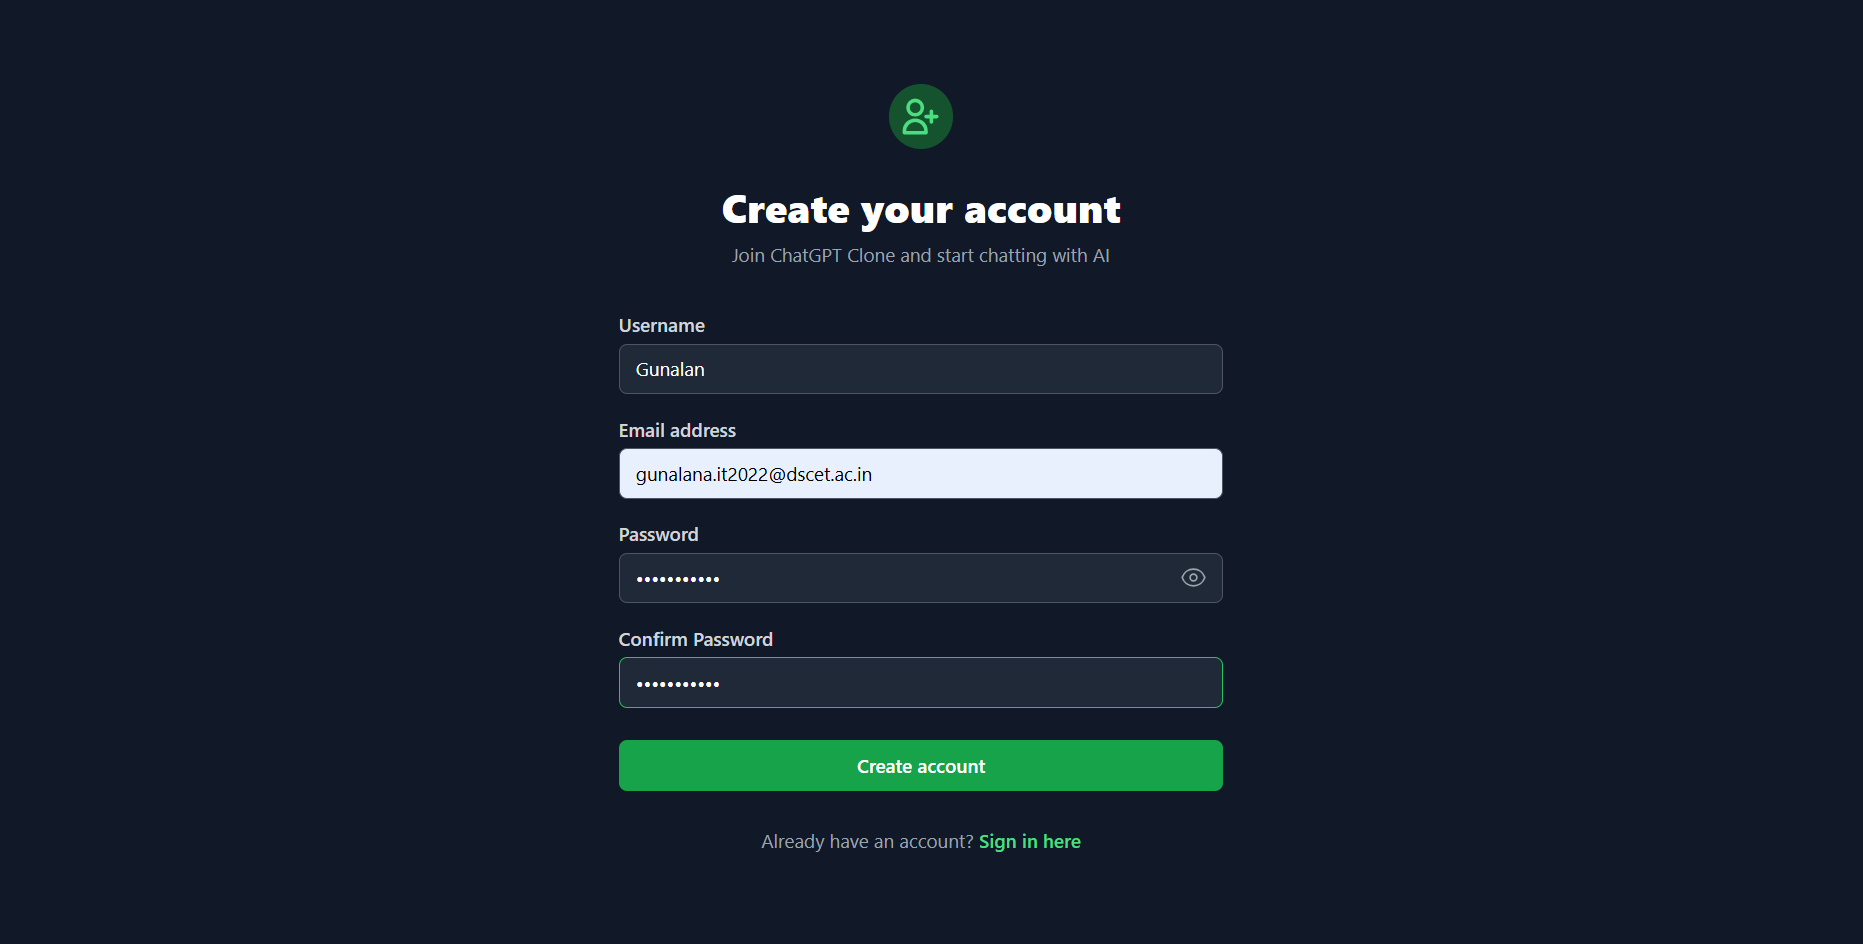 Create your account
Join ChatGPT Clone and start chatting with AI
Username
Gunalan
Email address
gunalana.it2022@dscet.ac.in
Password
•••••••••••
Confirm Password
•••••••••••
Create account
Already have an account? Sign in here